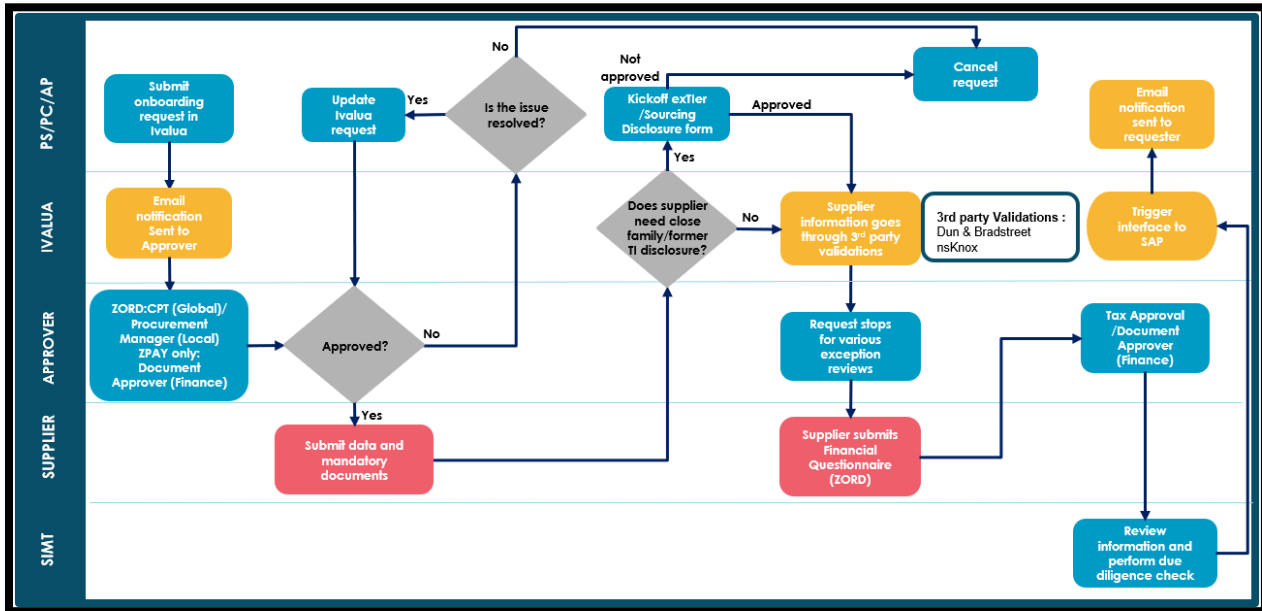 PS/PC/AP
Submit
onboarding
request in
Ivalua
Update
Ivalua
request
Yes
No
Is the issue
resolved?
Not
approved
Kickoff exTIer
/Sourcing
Disclosure form
Approved
Cancel
request
Email
notification
sent to
requester
IVALUA
Email
notification
Sent to
Approver
Yes
Does supplier
need close
family/former
TI disclosure?
No
Supplier
information goes
through 3rd party
validations
3rd party Validations :
Dun & Bradstreet
nsKnox
Trigger
interface to
SAP
APPROVER
ZORD:CPT (Global)/
Procurement
Manager (Local)
ZPAY only:
Document
Approver (Finance)
Approved?
No
Request stops
for various
exception
reviews
Tax Approval
/Document
Approver
(Finance)
SUPPLIER
Yes
Submit data and
mandatory
documents
Supplier submits
Financial
Questionnaire
(ZORD)
SIMT
Review
information and
perform due
diligence check